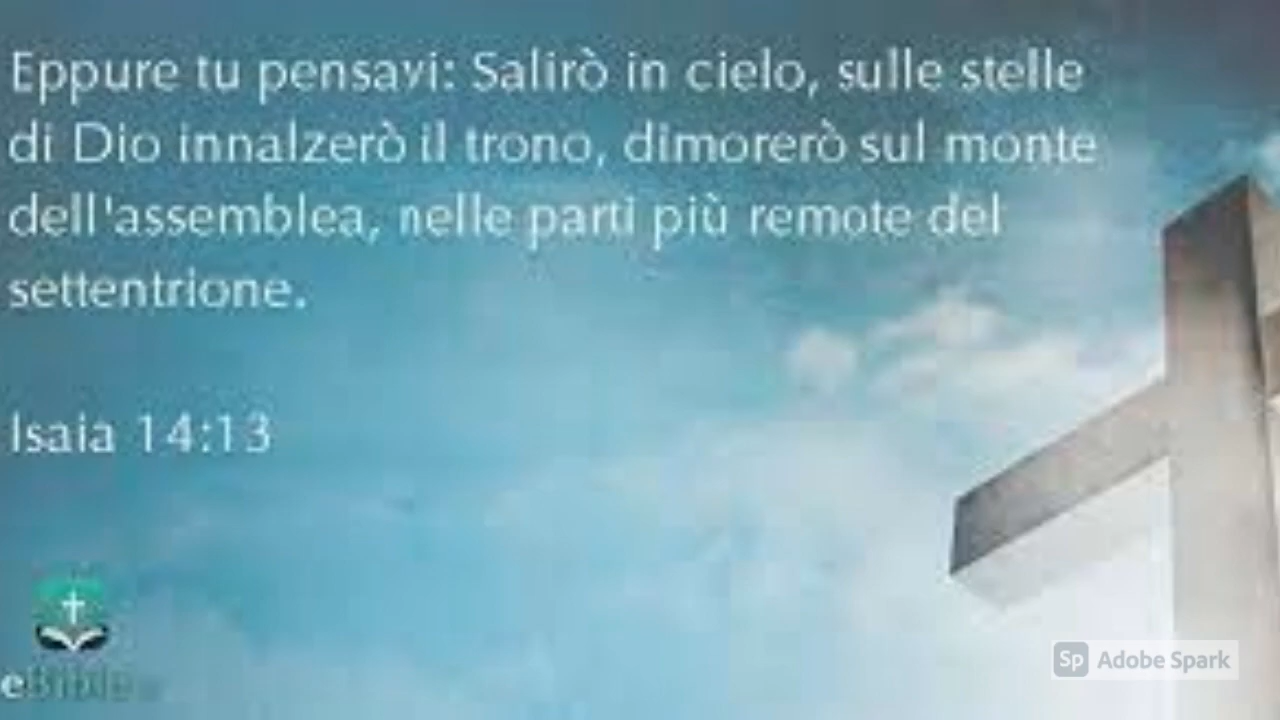 Eppure tu pensavi: Salirò in cielo, sulle stelle
di Dio innalzerò il trono, dimorerò sul monte
dell'assemblea, nelle parti più remote del
settentrione.
Isaia 14:13
eBible
Sp Adobe Spark